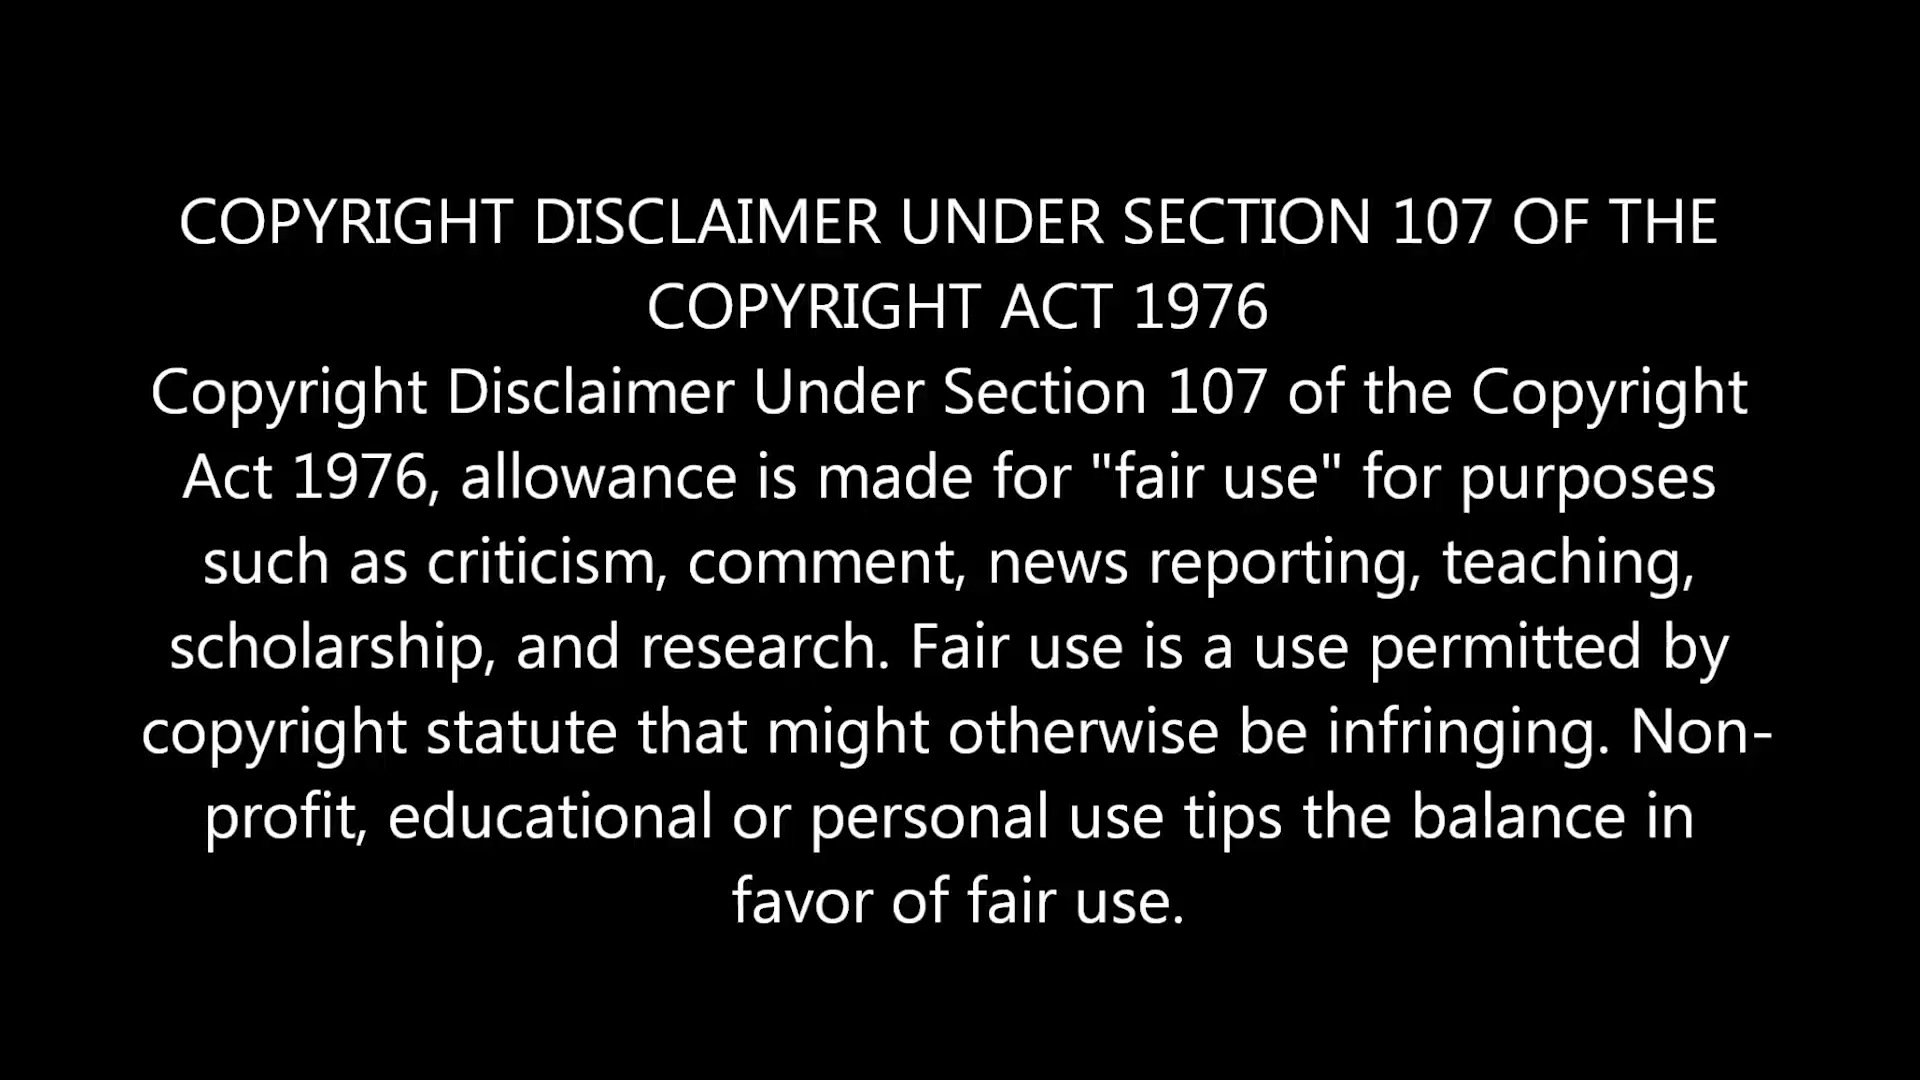 COPYRIGHT DISCLAIMER UNDER SECTION 107 OF THE
COPYRIGHT ACT 1976
Copyright Disclaimer Under Section 107 of the Copyright
Act 1976, allowance is made for "fair use" for purposes
such as criticism, comment, news reporting, teaching,
scholarship, and research. Fair use is a use permitted by
copyright statute that might otherwise be infringing. Non-
profit, educational or personal use tips the balance in
favor of fair use.